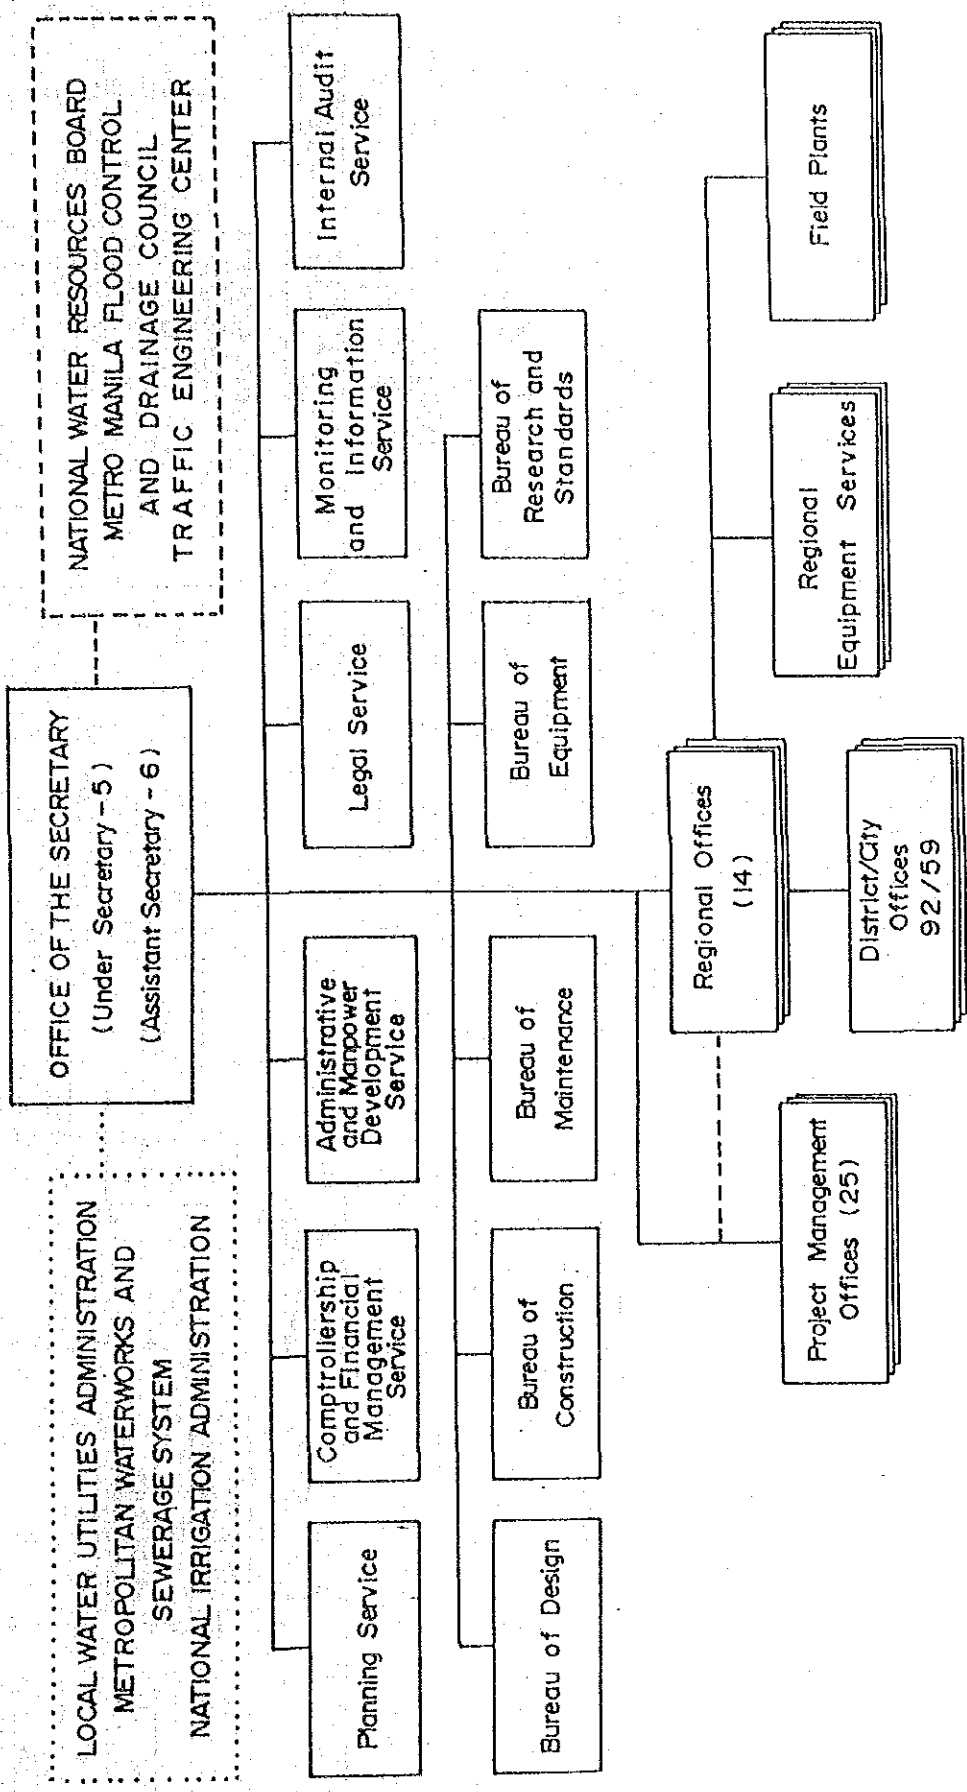 OFFICE OF THE SECRETARY
(Under Secretary - 5)
(Assistant Secretary - 6)
LOCAL WATER UTILITIES ADMINISTRATION
METROPOLITAN WATERWORKS AND
SEWERAGE SYSTEM
NATIONAL IRRIGATION ADMINISTRATION
NATIONAL WATER RESOURCES BOARD
METRO MANILA FLOOD CONTROL
AND DRAINAGE COUNCIL
TRAFFIC ENGINEERING CENTER
Planning Service
Comptrollership
and Financial
Management
Service
Administrative
and Manpower
Development
Service
Legal Service
Monitoring
and Information
Service
Internal Audit
Service
Bureau of Design
Bureau of
Construction
Bureau of
Maintenance
Bureau of
Equipment
Bureau of
Research and
Standards
Project Management
Offices (25)
Regional Offices
(14)
District/City
Offices
92/59
Regional
Equipment Services
Field Plants